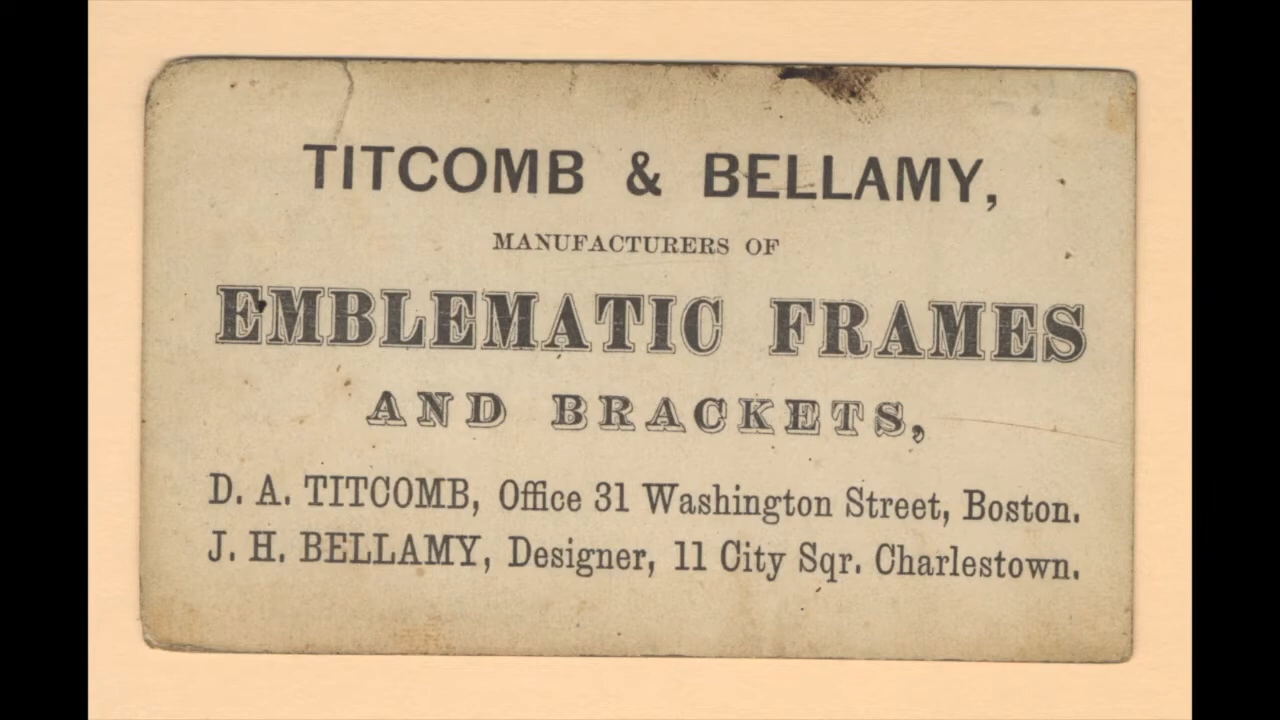 TITCOMB & BELLAMY,
MANUFACTURERS OF
EMBLEMATIC FRAMES
AND BRACKETS,
D. A. TITCOMB, Office 31 Washington Street, Boston.
J. H. BELLAMY, Designer, 11 City Sqr. Charlestown.